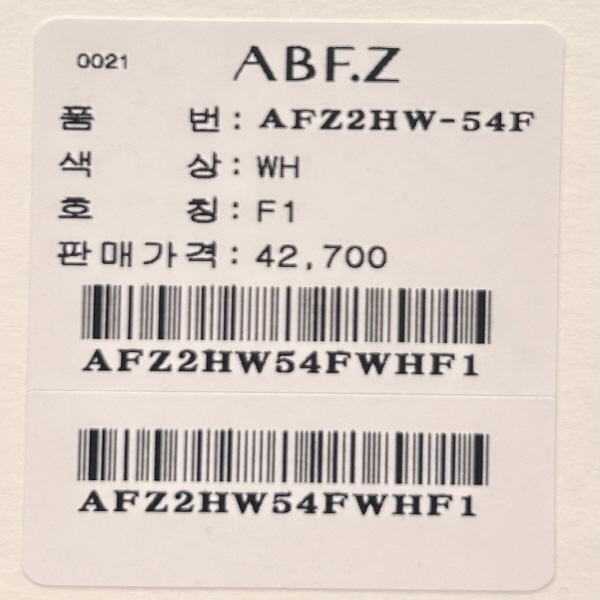 0021 ABF.Z
품 번 : AFZ2HW-54F
색 상 : WH
호 칭 : F1
판매가격 : 42,700
AFZ2HW54FWHF1
AFZ2HW54FWHF1